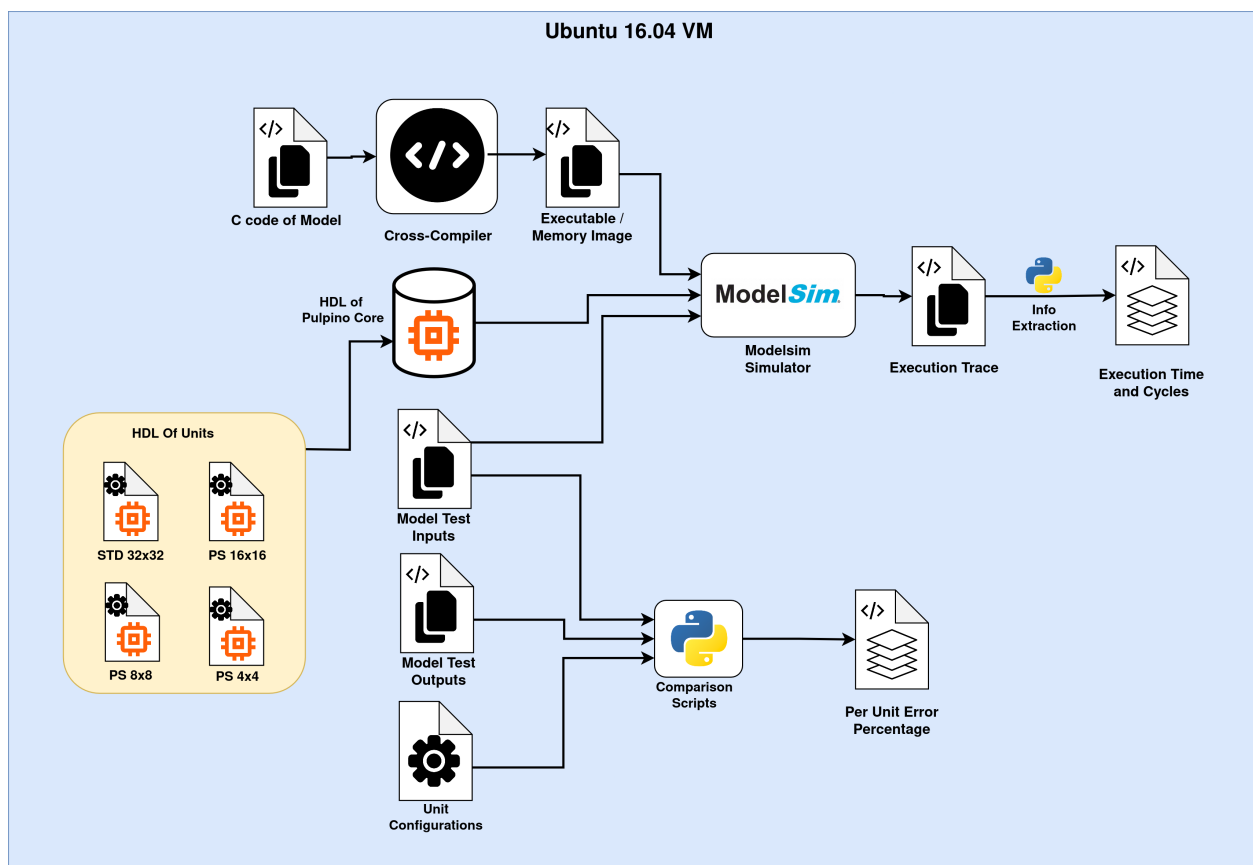 Ubuntu 16.04 VM
</>
</>
</>
C code of Model
Cross-Compiler
Executable /
Memory Image
HDL of
Pulpino Core
ModelSim.
Modelsim
Simulator
</>
Execution Trace
Info
Extraction
</>
Execution Time
and Cycles
HDL Of Units
STD 32x32
PS 16x16
PS 8x8
PS 4x4
</>
Model Test
Inputs
</>
Model Test
Outputs
Unit
Configurations
Comparison
Scripts
</>
Per Unit Error
Percentage